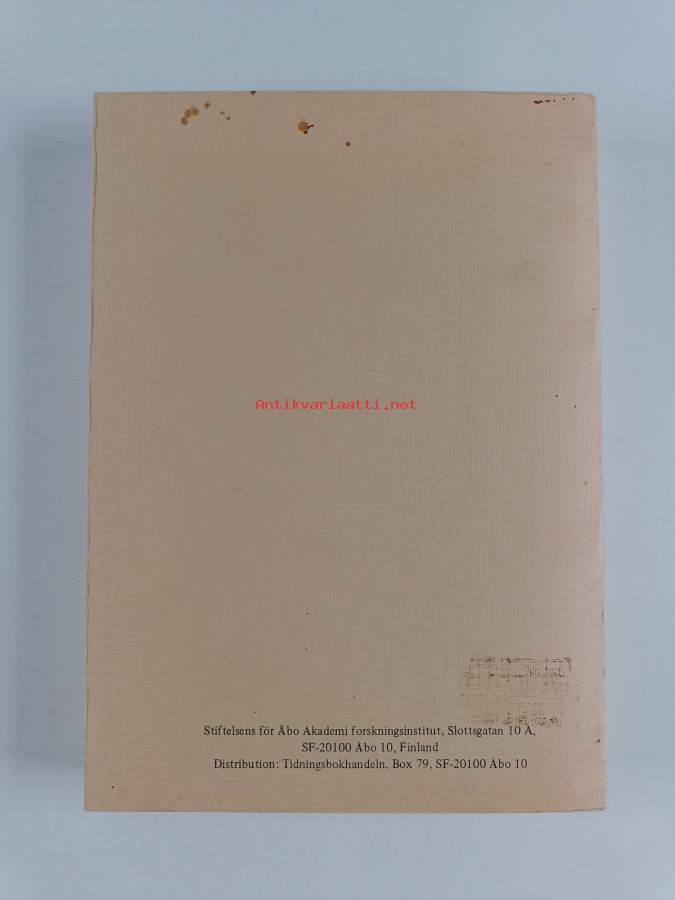 Antikvariaatti.net
Stiftelsens för Åbo Akademi forskningsinstitut, Slottsgatan 10 A,
SF-20100 Åbo 10, Finland
Distribution: Tidningsbokhandeln, Box 79, SF-20100 Åbo 10